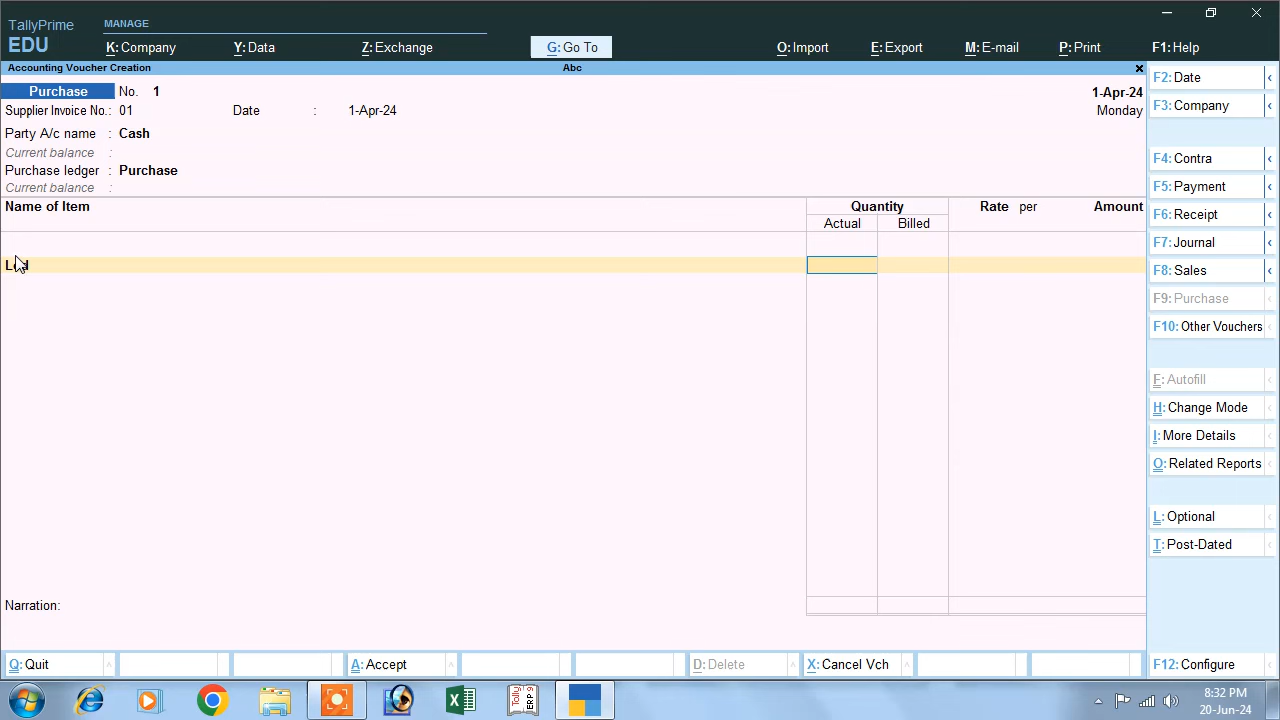 TallyPrime
EDU
MANAGE
K: Company
Y: Data
Z: Exchange
G: Go To
O: Import
E: Export
M: E-mail
P: Print
F1: Help
Accounting Voucher Creation
Abc
Purchase No. 1
1-Apr-24
Supplier Invoice No.: 01 Date : 1-Apr-24
Monday
Party A/c name : Cash
Current balance :
Purchase ledger : Purchase
Current balance :
Name of Item
Quantity
Rate per
Amount
Actual
Billed
Narration:
F2: Date
F3: Company
F4: Contra
F5: Payment
F6: Receipt
F7: Journal
F8: Sales
F9: Purchase
F10: Other Vouchers
F: Autofill
H: Change Mode
I: More Details
O: Related Reports
L: Optional
T: Post-Dated
Q: Quit
A: Accept
D: Delete
X: Cancel Vch
F12: Configure
Tally
ERP 9
8:32 PM
20-Jun-24